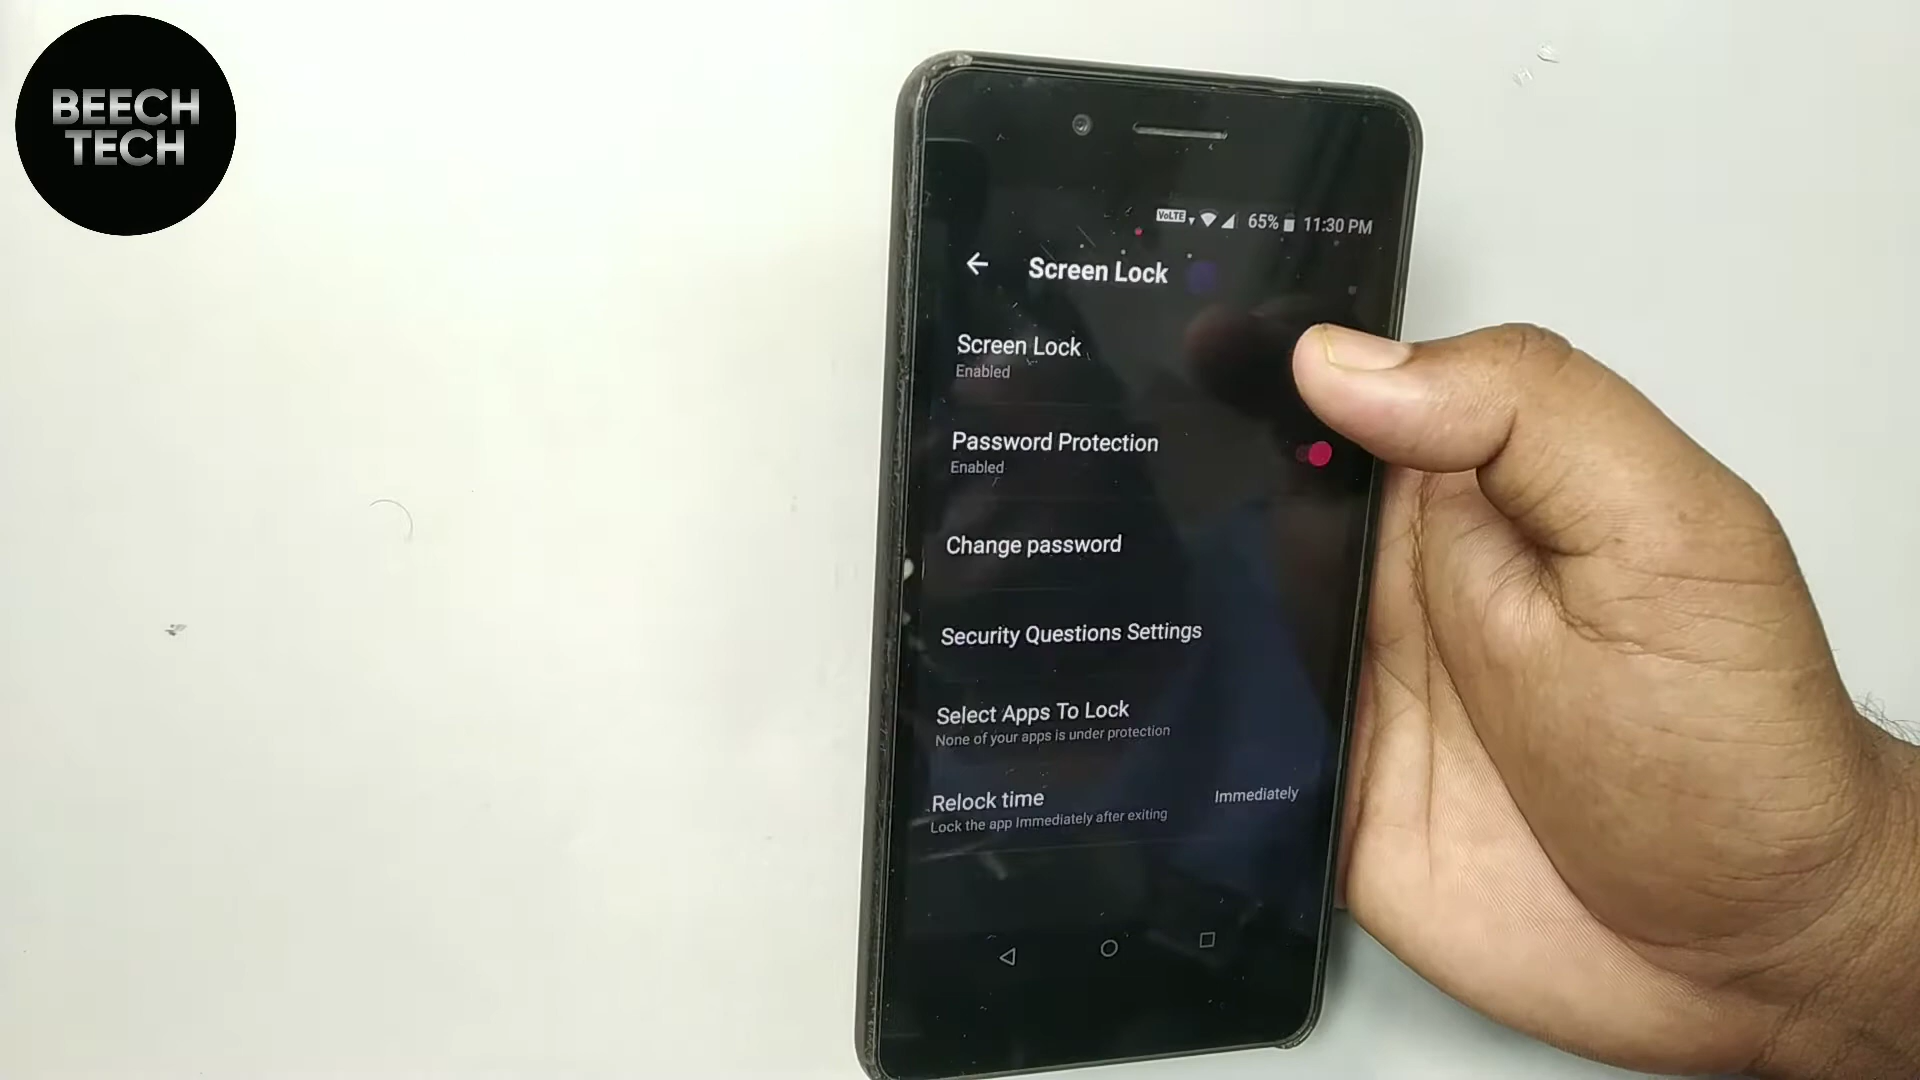 BEECH
TECH
VoLTE 65% 11:30 PM
Screen Lock
Screen Lock
Enabled
Password Protection
Enabled
Change password
Security Questions Settings
Select Apps To Lock
None of your apps is under protection
Relock time
Immediately
Lock the app Immediately after exiting